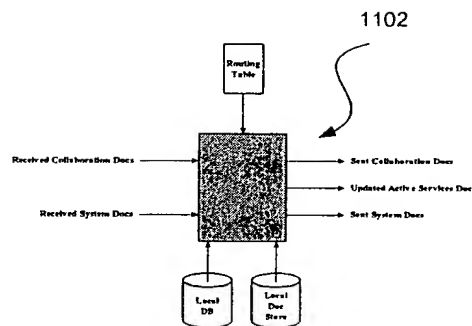 1102
Routing
Table
Received Collaboration Docs
Sent Collaboration Docs
Updated Active Services Doc
Received System Docs
Sent System Docs
Local
DB
Local
Doc
Store